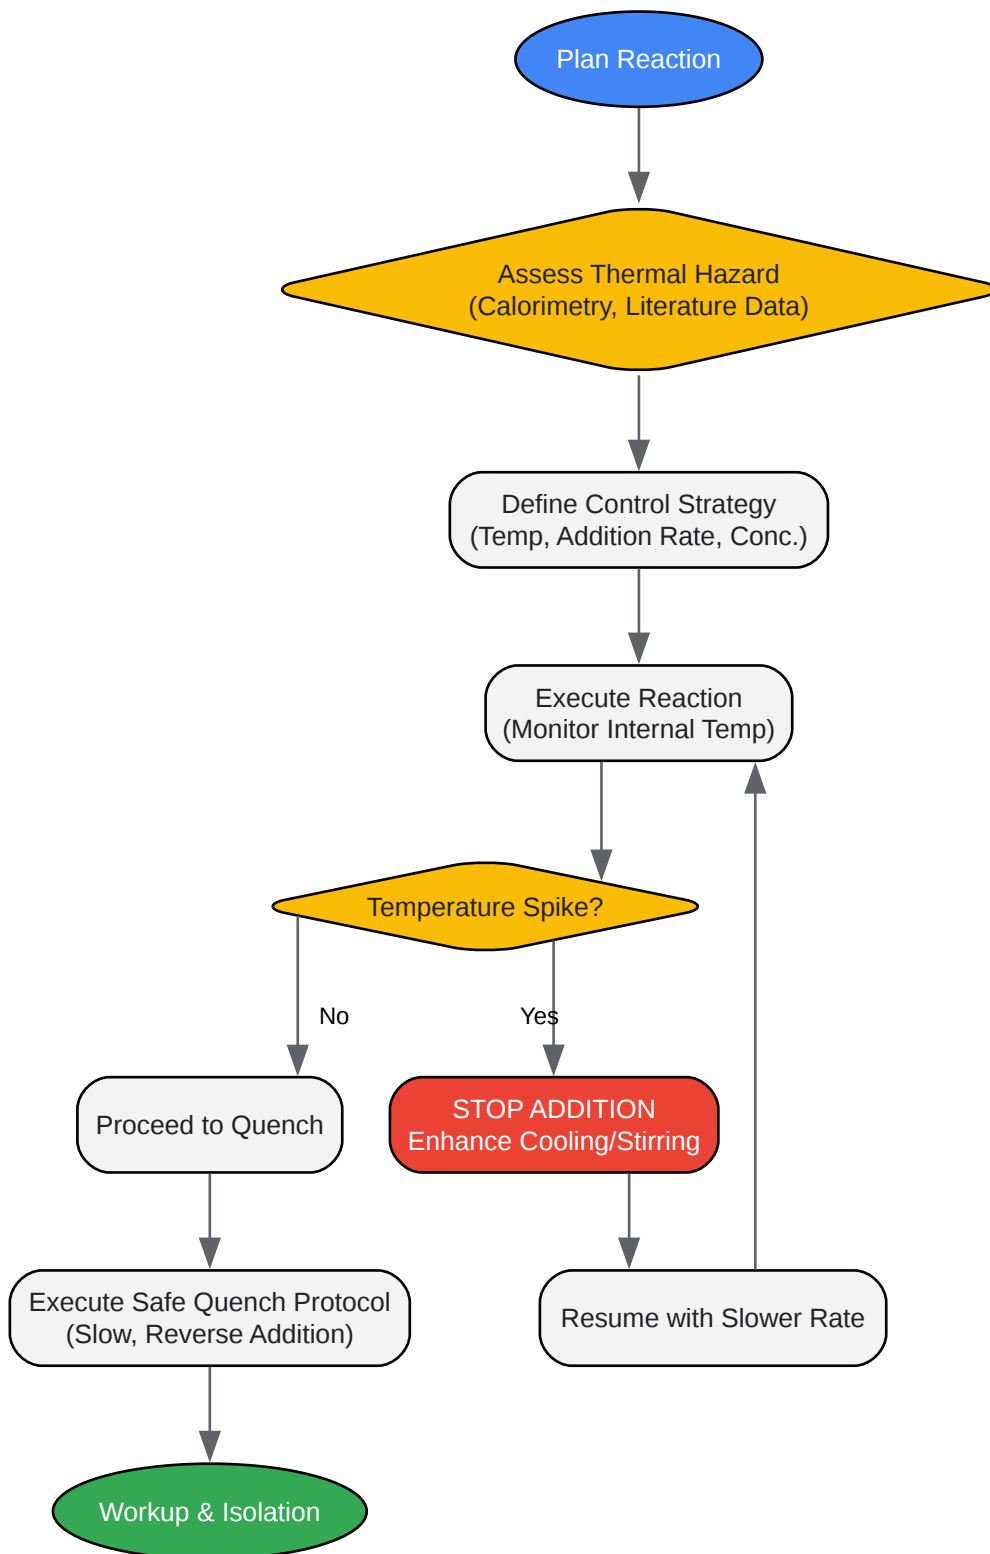 Plan Reaction
Assess Thermal Hazard
(Calorimetry, Literature Data)
Define Control Strategy
(Temp, Addition Rate, Conc.)
Execute Reaction
(Monitor Internal Temp)
Temperature Spike?
No
Yes
Proceed to Quench
STOP ADDITION
Enhance Cooling/Stirring
Execute Safe Quench Protocol
(Slow, Reverse Addition)
Resume with Slower Rate
Workup & Isolation